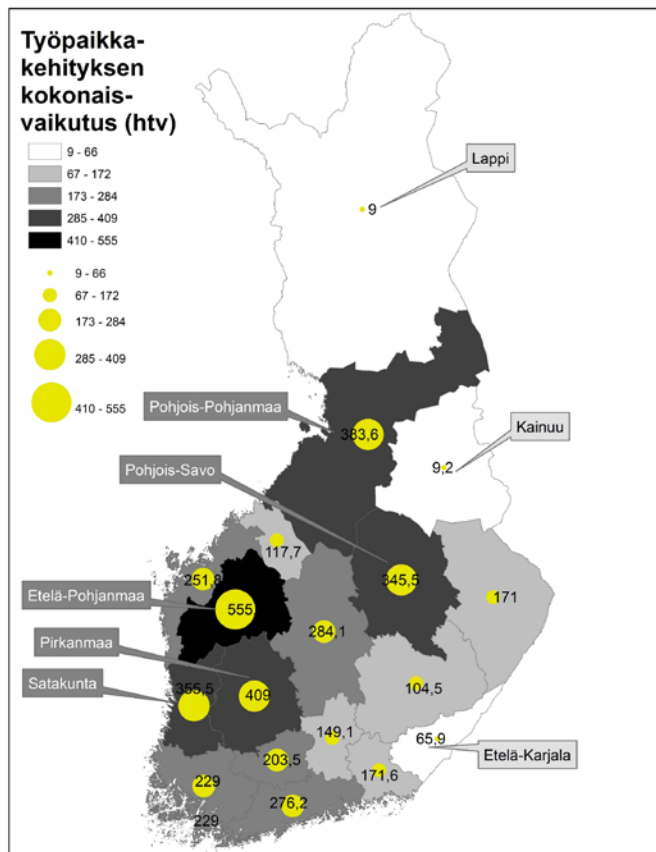 Työpaikka-
kehityksen
kokonais-
vaikutus (htv)
9 - 66
67 - 172
173 - 284
285 - 409
410 - 555
9 - 66
67 - 172
173 - 284
285 - 409
410 - 555
Lappi
9
Pohjois-Pohjanmaa
383,6
Kainuu
9,2
Pohjois-Savo
117,7
251,8
345,5
171
Etelä-Pohjanmaa
555
284,1
Pirkanmaa
Satakunta
355,5
409
104,5
149,1
65,9
Etelä-Karjala
203,5
171,6
229
276,2
229